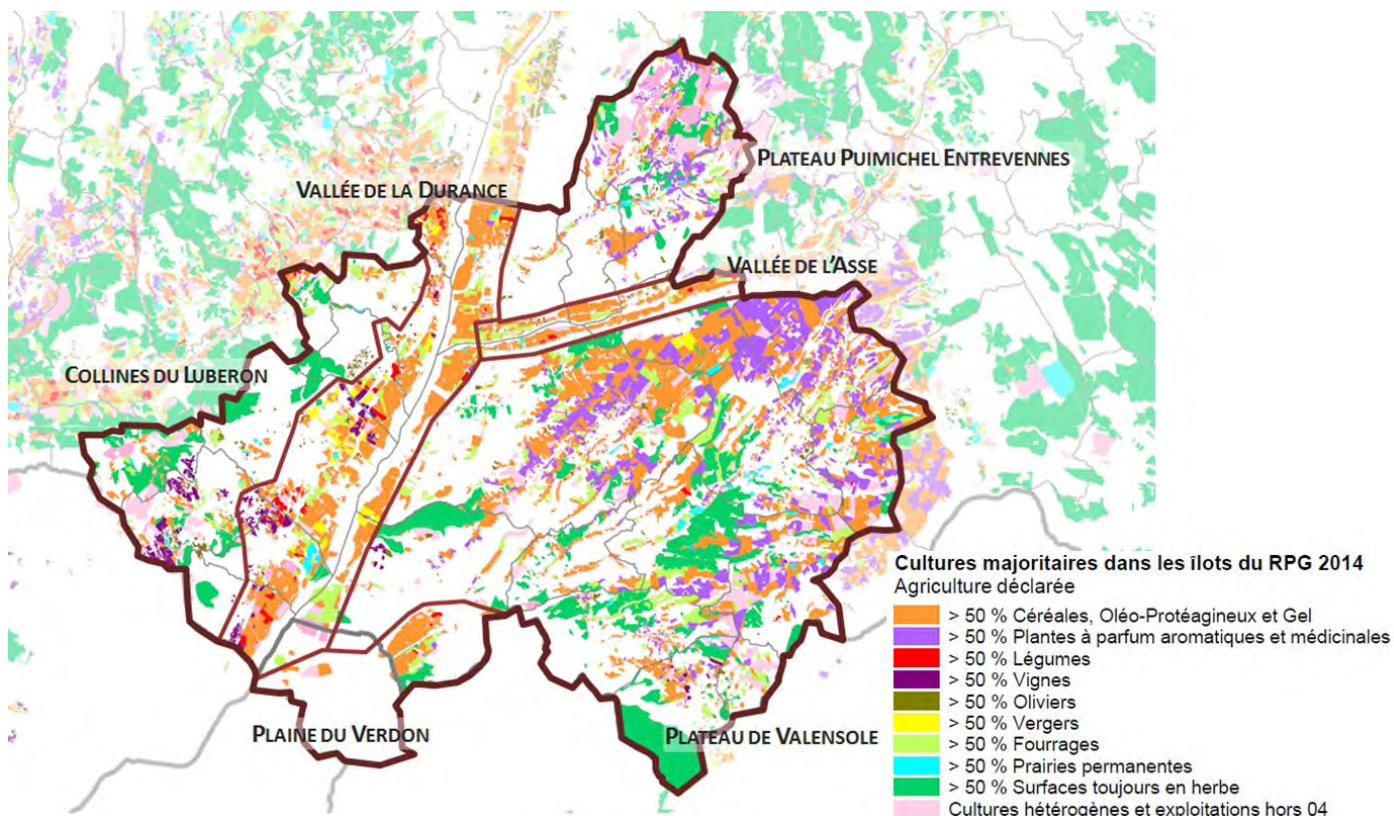 PLATEAU PUIMICHEL ENTREVENNES
VALLÉE DE LA DURANCE
VALLÉE DE L'ASSE
COLLINES DU LUBERON
PLAINE DU VERDON
PLATEAU DE VALENSOLE
Cultures majoritaires dans les îlots du RPG 2014
Agriculture déclarée
> 50 % Céréales, Oléo-Protéagineux et Gel
> 50 % Plantes à parfum aromatiques et médicinales
> 50 % Légumes
> 50 % Vignes
> 50 % Oliviers
> 50 % Vergers
> 50 % Fourrages
> 50 % Prairies permanentes
> 50 % Surfaces toujours en herbe
Cultures hétérogènes et exploitations hors 04